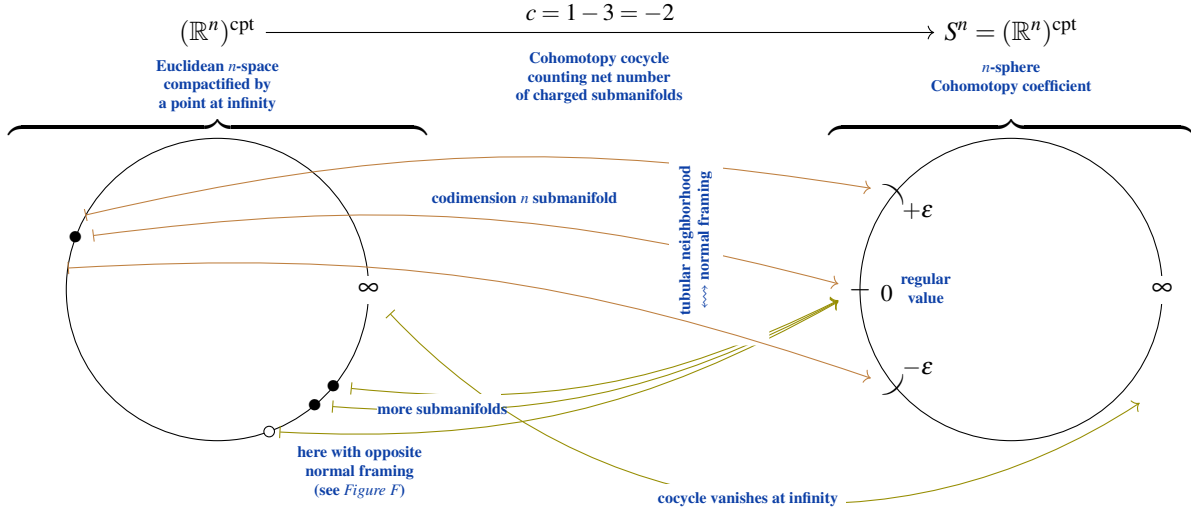 c = 1 − 3 = −2
(ℝⁿ)^cpt
Sⁿ = (ℝⁿ)^cpt
Euclidean n-space
compactified by
a point at infinity
Cohomotopy cocycle
counting net number
of charged submanifolds
n-sphere
Cohomotopy coefficient
codimension n submanifold
tubular neighborhood
↭ normal framing
+ε
∞
0
regular
value
∞
−ε
more submanifolds
here with opposite
normal framing
(see Figure F)
cocycle vanishes at infinity